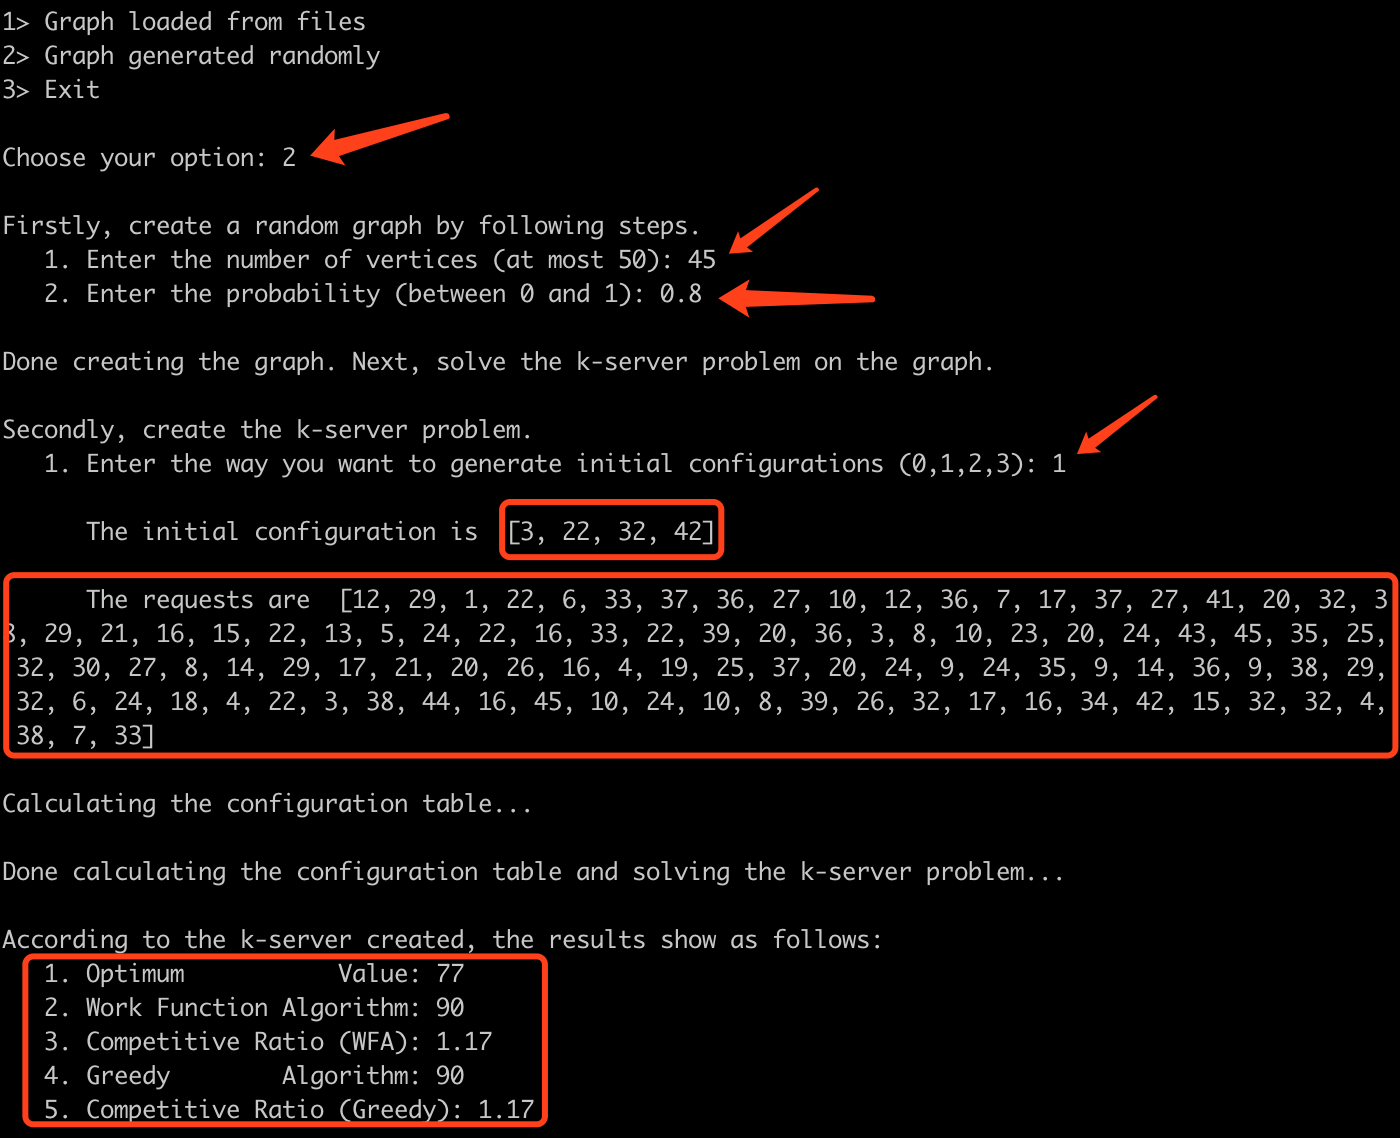 1> Graph loaded from files
2> Graph generated randomly
3> Exit
Choose your option: 2
Firstly, create a random graph by following steps.
1. Enter the number of vertices (at most 50): 45
2. Enter the probability (between 0 and 1): 0.8
Done creating the graph. Next, solve the k-server problem on the graph.
Secondly, create the k-server problem.
1. Enter the way you want to generate initial configurations (0,1,2,3): 1
The initial configuration is [3, 22, 32, 42]
The requests are [12, 29, 1, 22, 6, 33, 37, 36, 27, 10, 12, 36, 7, 17, 37, 27, 41, 20, 32, 3
3, 29, 21, 16, 15, 22, 13, 5, 24, 22, 16, 33, 22, 39, 20, 36, 3, 8, 10, 23, 20, 24, 43, 45, 35, 25,
32, 30, 27, 8, 14, 29, 17, 21, 20, 26, 16, 4, 19, 25, 37, 20, 24, 9, 24, 35, 9, 14, 36, 9, 38, 29,
32, 6, 24, 18, 4, 22, 3, 38, 44, 16, 45, 10, 24, 10, 8, 39, 26, 32, 17, 16, 34, 42, 15, 32, 32, 4,
38, 7, 33]
Calculating the configuration table...
Done calculating the configuration table and solving the k-server problem...
According to the k-server created, the results show as follows:
1. Optimum Value: 77
2. Work Function Algorithm: 90
3. Competitive Ratio (WFA): 1.17
4. Greedy Algorithm: 90
5. Competitive Ratio (Greedy): 1.17